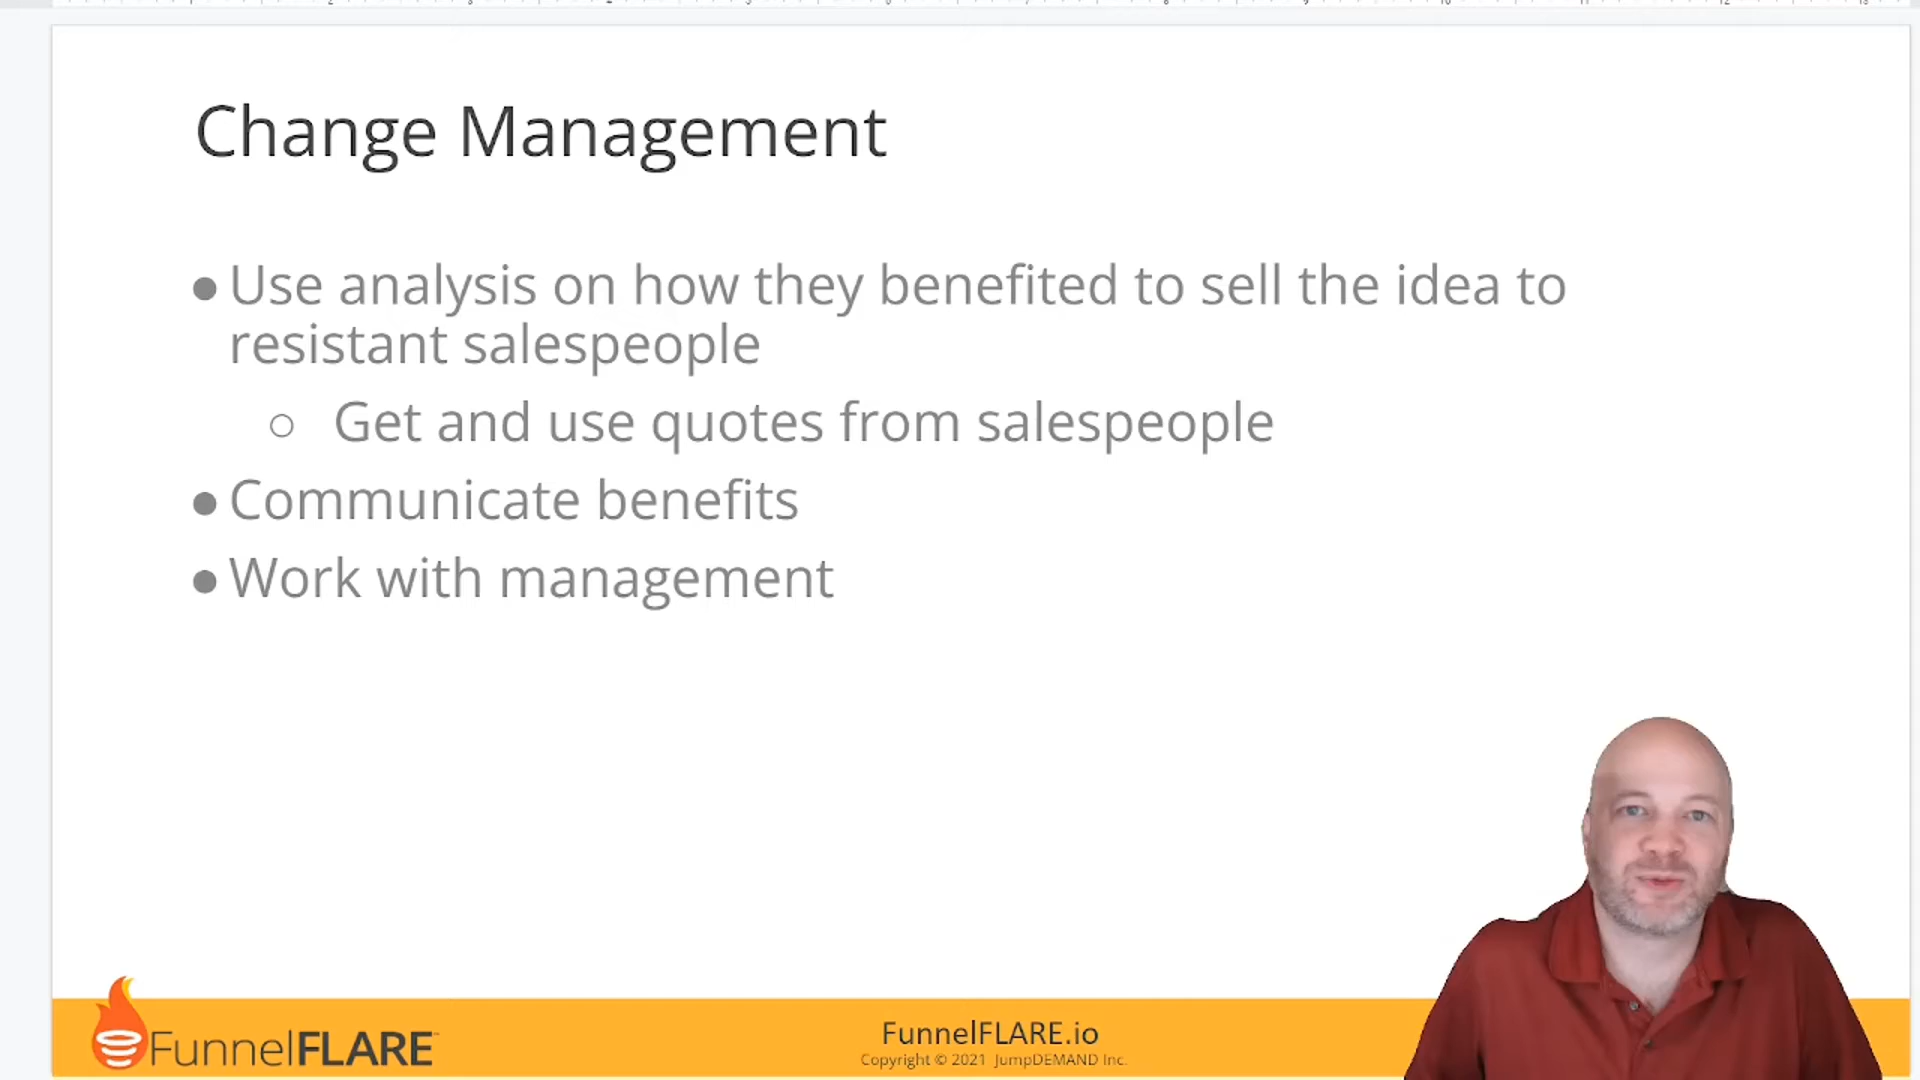 Change Management
● Use analysis on how they benefited to sell the idea to
resistant salespeople
○ Get and use quotes from salespeople
● Communicate benefits
● Work with management
FunnelFLARE™
FunnelFLARE.io
Copyright © 2021 JumpDEMAND Inc.